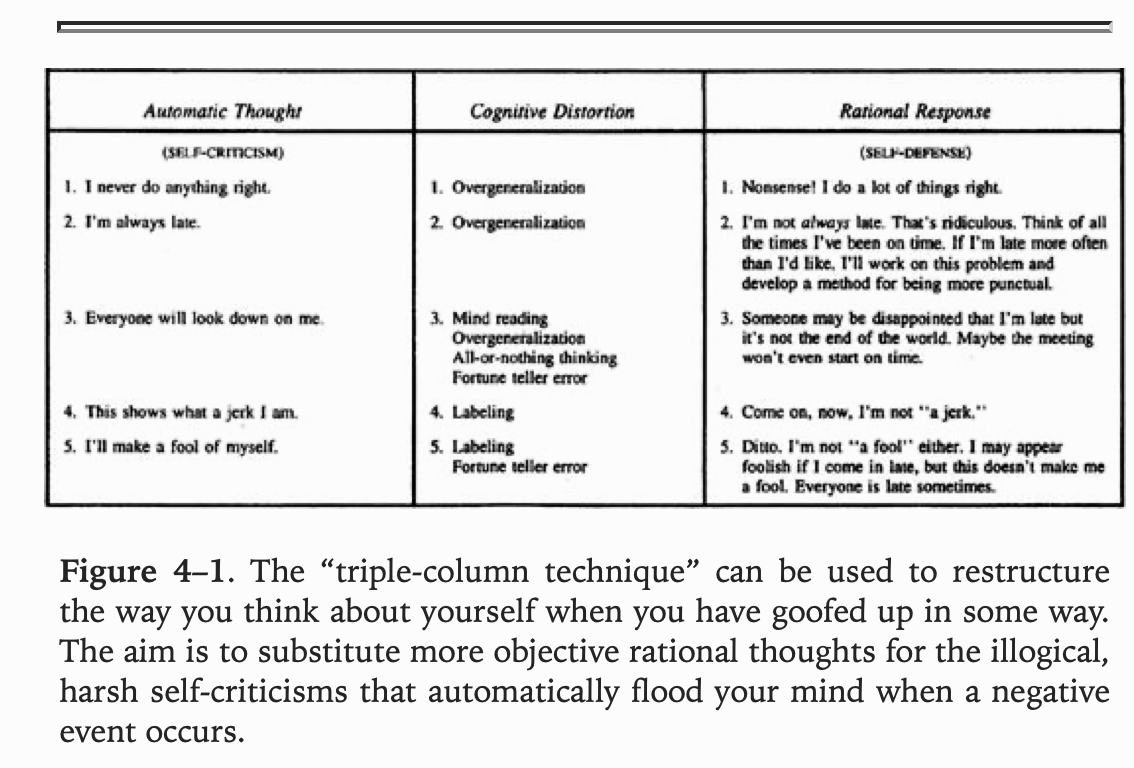 Automatic Thought
Cognitive Distortion
Rational Response
(SELF-CRITICISM)
(SELF-DEFENSE)
1. I never do anything right.
1. Overgeneralization
1. Nonsense! I do a lot of things right.
2. I'm always late.
2. Overgeneralization
2. I'm not always late. That's ridiculous. Think of all
the times I've been on time. If I'm late more often
than I'd like, I'll work on this problem and
develop a method for being more punctual.
3. Everyone will look down on me.
3. Mind reading
Overgeneralization
All-or-nothing thinking
Fortune teller error
3. Someone may be disappointed that I'm late but
it's not the end of the world. Maybe the meeting
won't even start on time.
4. This shows what a jerk I am.
4. Labeling
4. Come on, now, I'm not "a jerk."
5. I'll make a fool of myself.
5. Labeling
Fortune teller error
5. Ditto. I'm not "a fool" either. I may appear
foolish if I come in late, but this doesn't make me
a fool. Everyone is late sometimes.
Figure 4–1. The “triple-column technique” can be used to restructure
the way you think about yourself when you have goofed up in some way.
The aim is to substitute more objective rational thoughts for the illogical,
harsh self-criticisms that automatically flood your mind when a negative
event occurs.